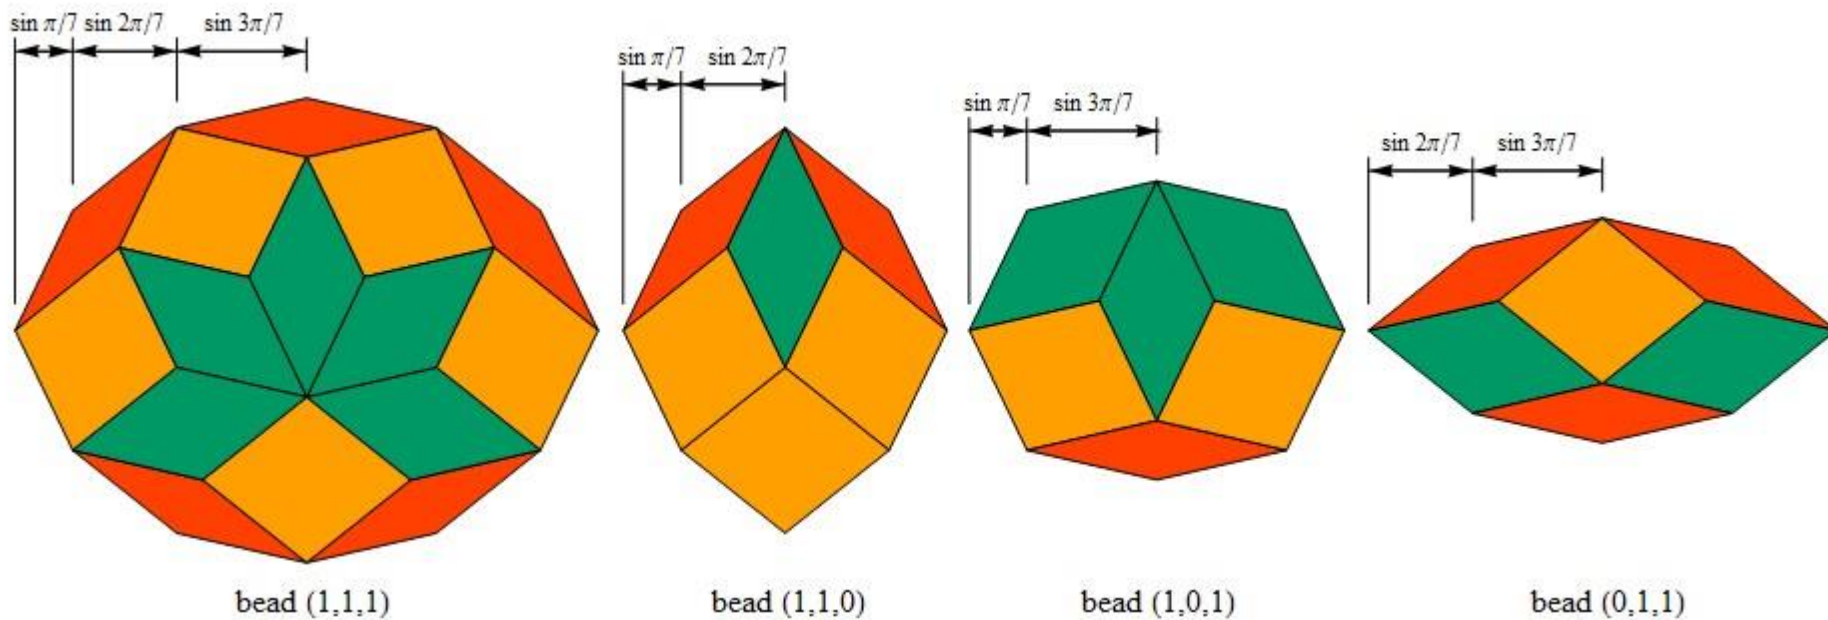 sin π/7 sin 2π/7 sin 3π/7
sin π/7 sin 2π/7
sin π/7 sin 3π/7
sin 2π/7 sin 3π/7
bead (1,1,1) bead (1,1,0) bead (1,0,1) bead (0,1,1)